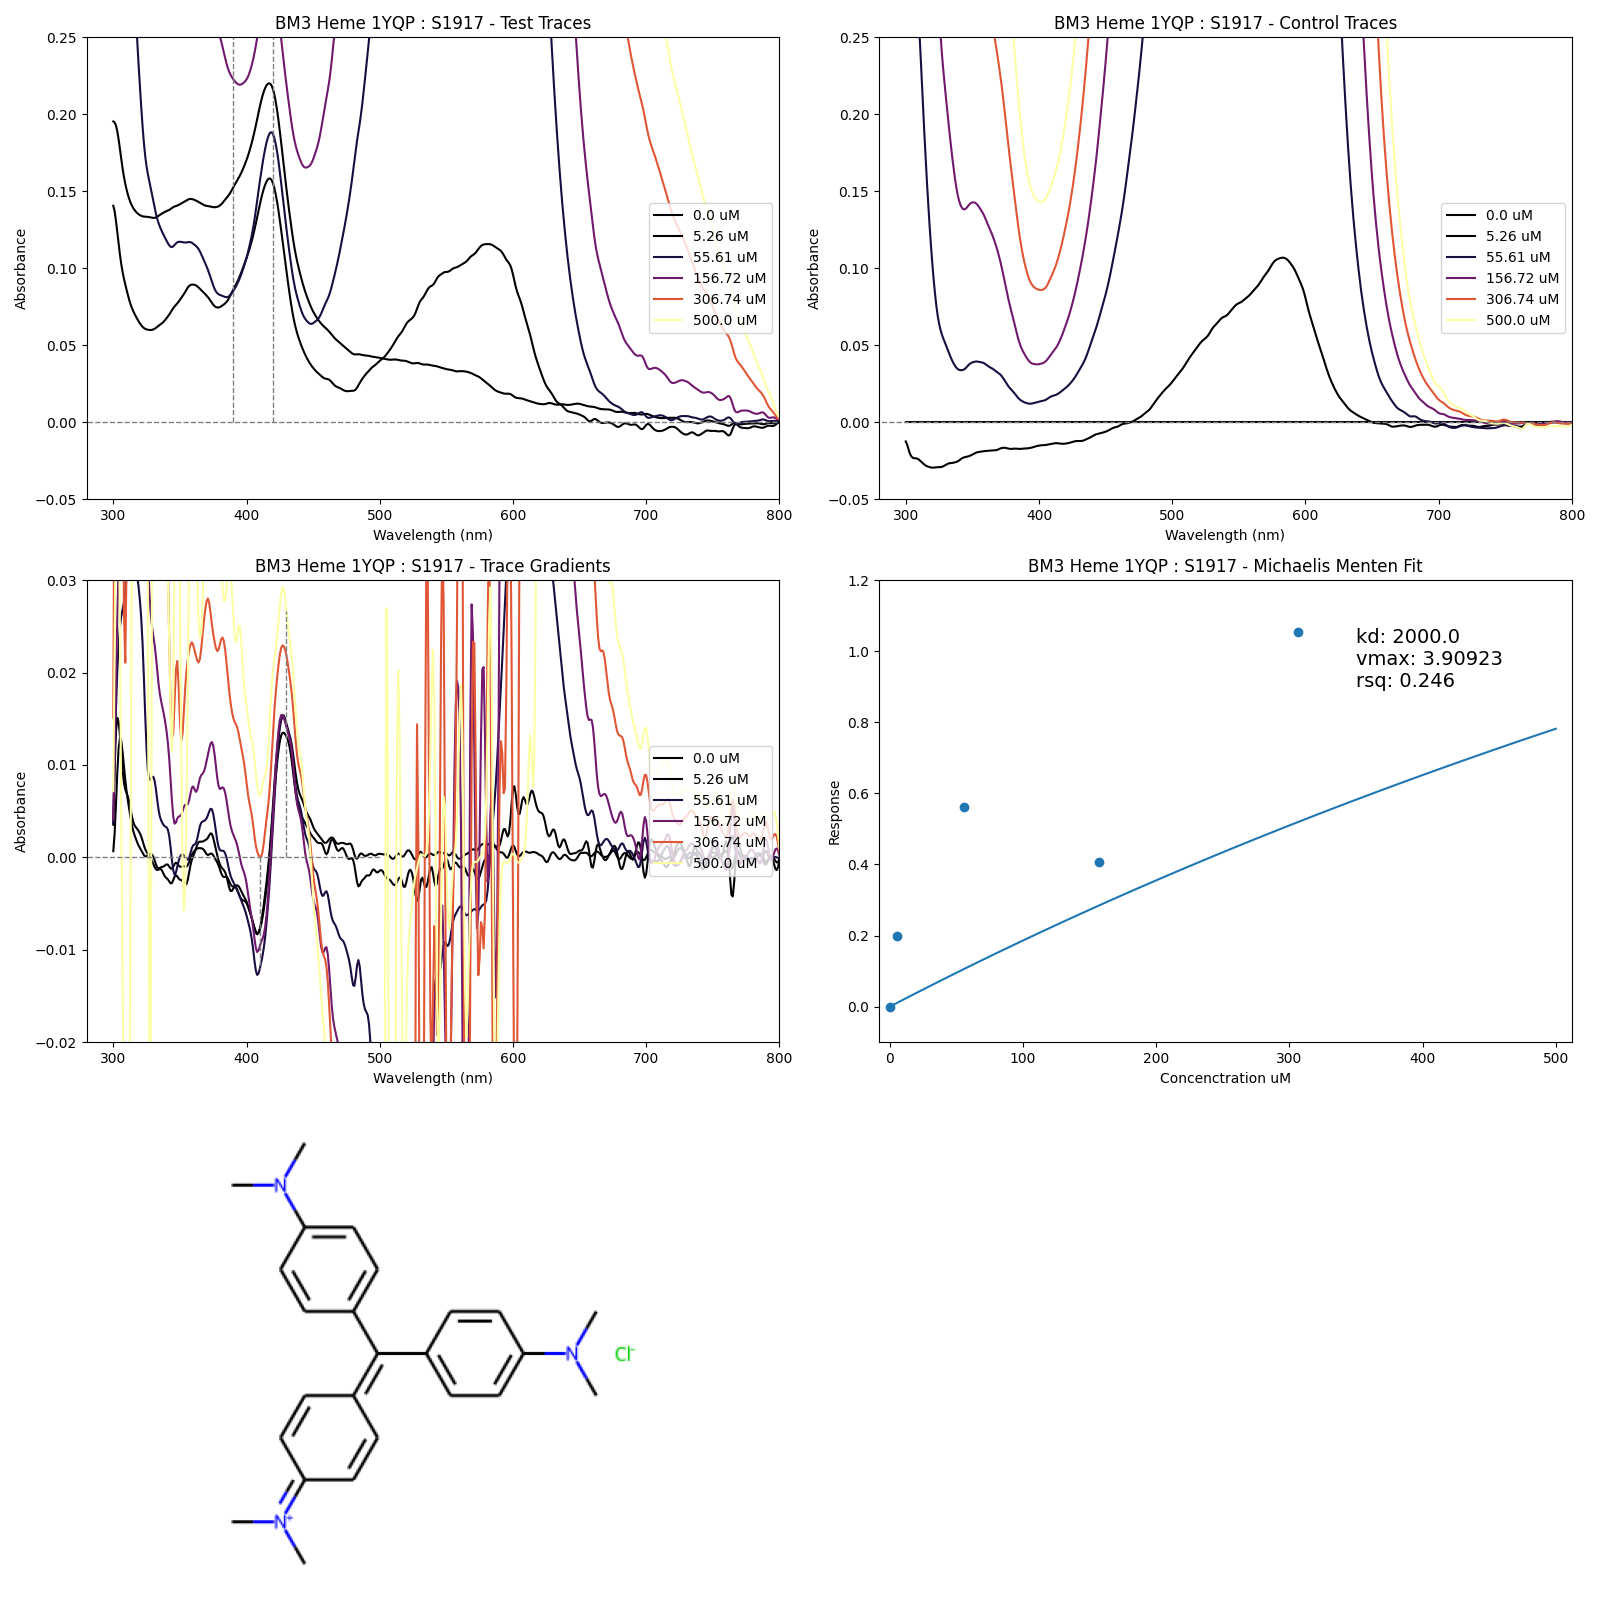 BM3 Heme 1YQP : S1917 - Test Traces
0.25
0.20
0.15
0.10
0.05
0.00
−0.05
Absorbance
300 400 500 600 700 800
Wavelength (nm)
0.0 uM
5.26 uM
55.61 uM
156.72 uM
306.74 uM
500.0 uM
BM3 Heme 1YQP : S1917 - Control Traces
0.25
0.20
0.15
0.10
0.05
0.00
−0.05
Absorbance
300 400 500 600 700 800
Wavelength (nm)
0.0 uM
5.26 uM
55.61 uM
156.72 uM
306.74 uM
500.0 uM
BM3 Heme 1YQP : S1917 - Trace Gradients
0.03
0.02
0.01
0.00
−0.01
−0.02
Absorbance
300 400 500 600 700 800
Wavelength (nm)
0.0 uM
5.26 uM
55.61 uM
156.72 uM
306.74 uM
500.0 uM
BM3 Heme 1YQP : S1917 - Michaelis Menten Fit
1.2
1.0
0.8
0.6
0.4
0.2
0.0
Response
0 100 200 300 400 500
Concenctration uM
kd: 2000.0
vmax: 3.90923
rsq: 0.246
N
N
Cl-
N+